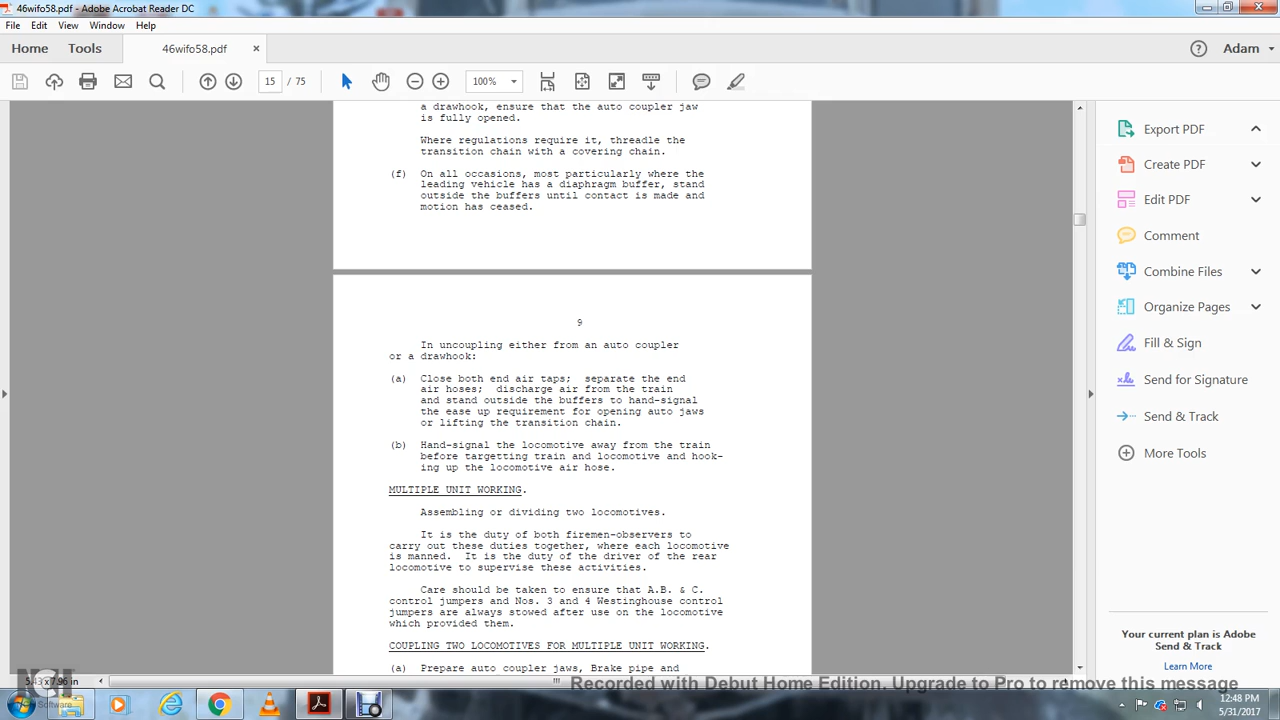 46wifo58.pdf - Adobe Acrobat Reader DC
File Edit View Window Help
Home Tools 46wifo58.pdf × Adam
15 / 75 100%
a drawhook, ensure that the auto coupler jaw
is fully opened.
Where regulations require it, threadle the
transition chain with a covering chain.
(f) On all occasions, most particularly where the
leading vehicle has a diaphragm buffer, stand
outside the buffers until contact is made and
motion has ceased.
9
In uncoupling either from an auto coupler
or a drawhook:
(a) Close both end air taps; separate the end
air hoses; discharge air from the train
and stand outside the buffers to hand-signal
the ease up requirement for opening auto jaws
or lifting the transition chain.
(b) Hand-signal the locomotive away from the train
before targetting train and locomotive and hook-
ing up the locomotive air hose.
MULTIPLE UNIT WORKING.
Assembling or dividing two locomotives.
It is the duty of both firemen-observers to
carry out these duties together, where each locomotive
is manned. It is the duty of the driver of the rear
locomotive to supervise these activities.
Care should be taken to ensure that A.B. & C.
control jumpers and Nos. 3 and 4 Westinghouse control
jumpers are always stowed after use on the locomotive
which provided them.
COUPLING TWO LOCOMOTIVES FOR MULTIPLE UNIT WORKING.
(a) Prepare auto coupler jaws, Brake pipe and
Export PDF
Create PDF
Edit PDF
Comment
Combine Files
Organize Pages
Fill & Sign
Send for Signature
Send & Track
More Tools
Your current plan is Adobe
Send & Track
Learn More
5.43 x 7.96 in
Recorded with Debut Home Edition. Upgrade to Pro to remove this message
NCH Software
12:48 PM
5/31/2017